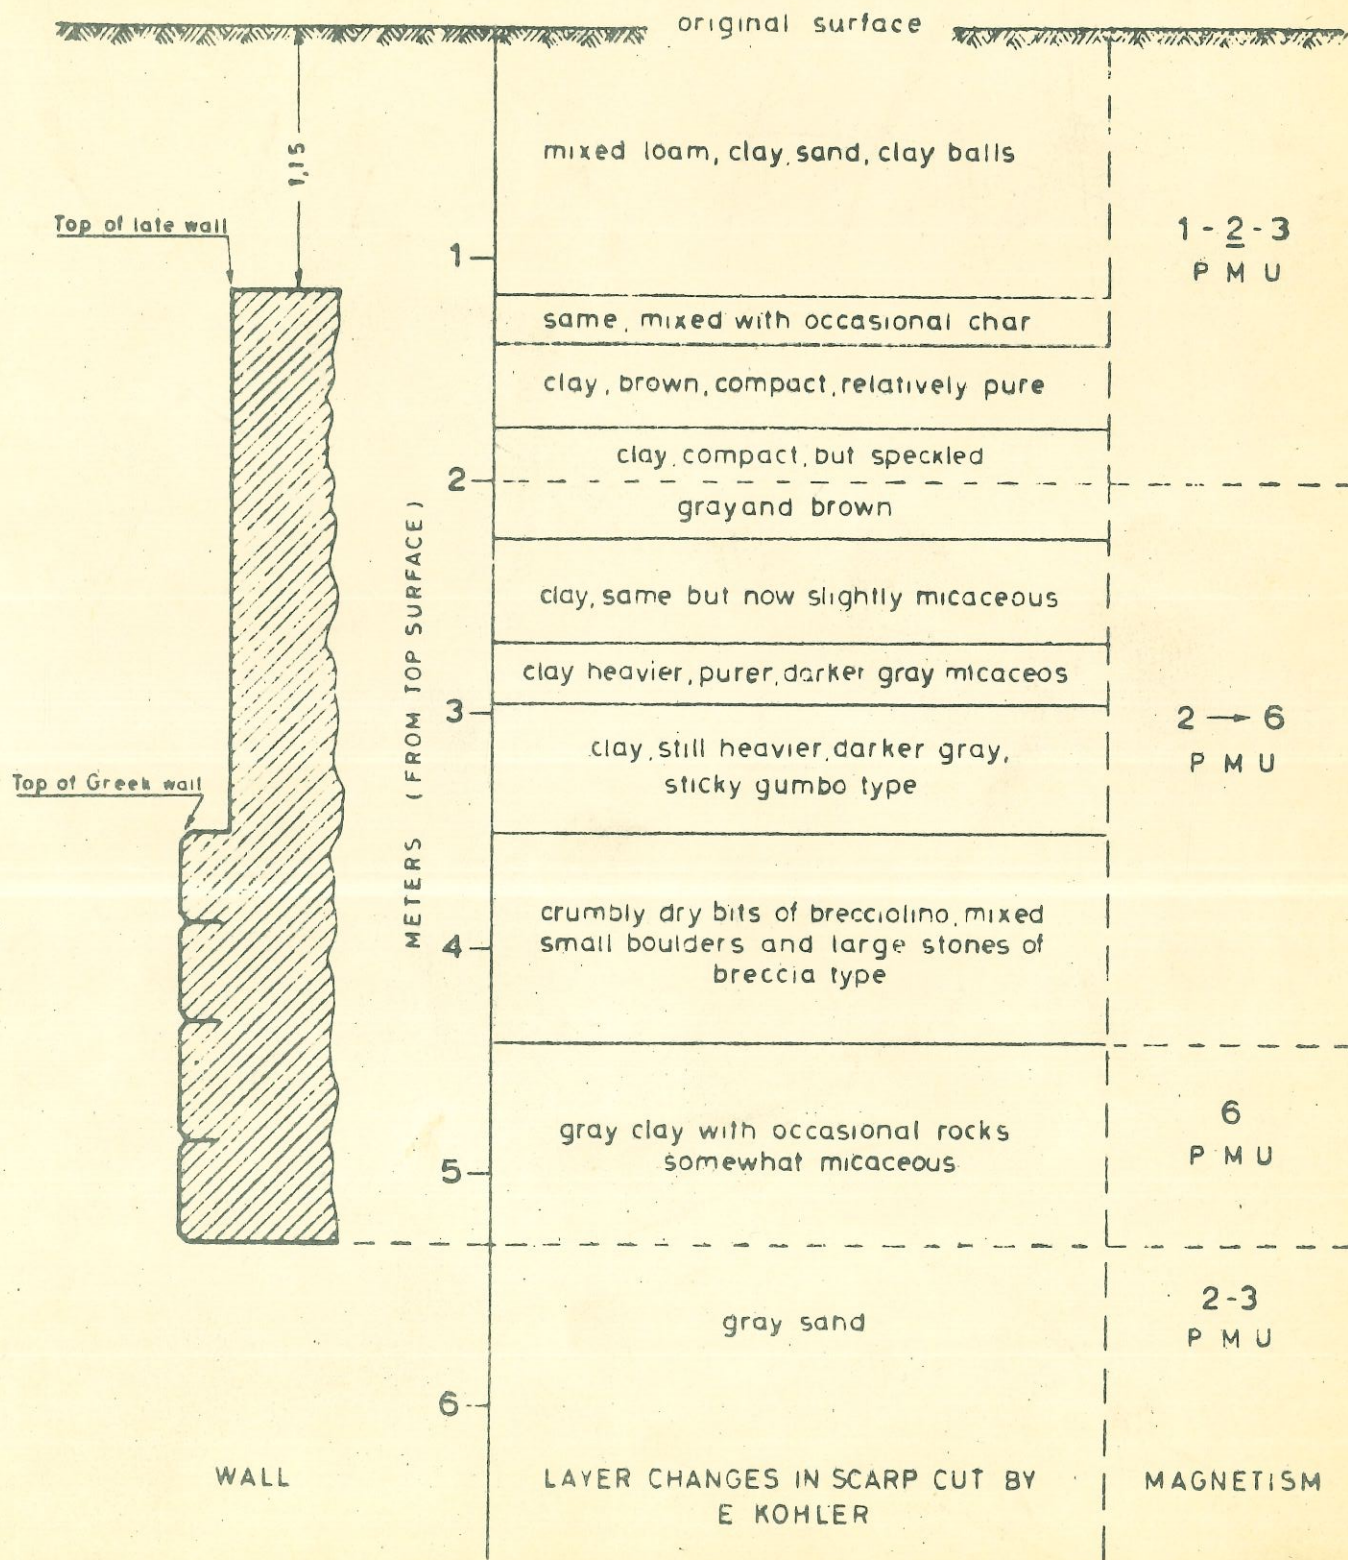 original surface
1,15
mixed loam, clay, sand, clay balls
Top of late wall
1
1 - 2 - 3
P M U
same, mixed with occasional char
clay, brown, compact, relatively pure
clay, compact, but speckled
2
gray and brown
clay, same but now slightly micaceous
clay heavier, purer, darker gray micaceos
METERS (FROM TOP SURFACE)
3
2 → 6
P M U
clay, still heavier, darker gray,
sticky gumbo type
Top of Greek wall
crumbly dry bits of brecciolino, mixed
small boulders and large stones of
breccia type
4
gray clay with occasional rocks
somewhat micaceous
5
6
P M U
gray sand
2-3
P M U
6
WALL
LAYER CHANGES IN SCARP CUT BY
E KOHLER
MAGNETISM